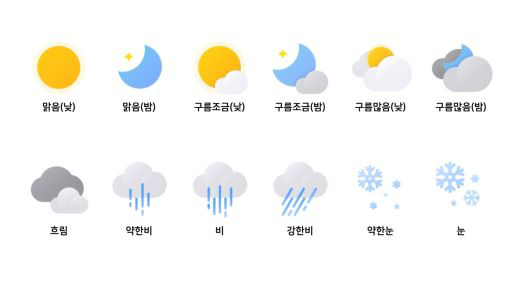 맑음(낮)
맑음(밤)
구름조금(낮)
구름조금(밤)
구름많음(낮)
구름많음(밤)
흐림
약한비
비
강한비
약한눈
눈